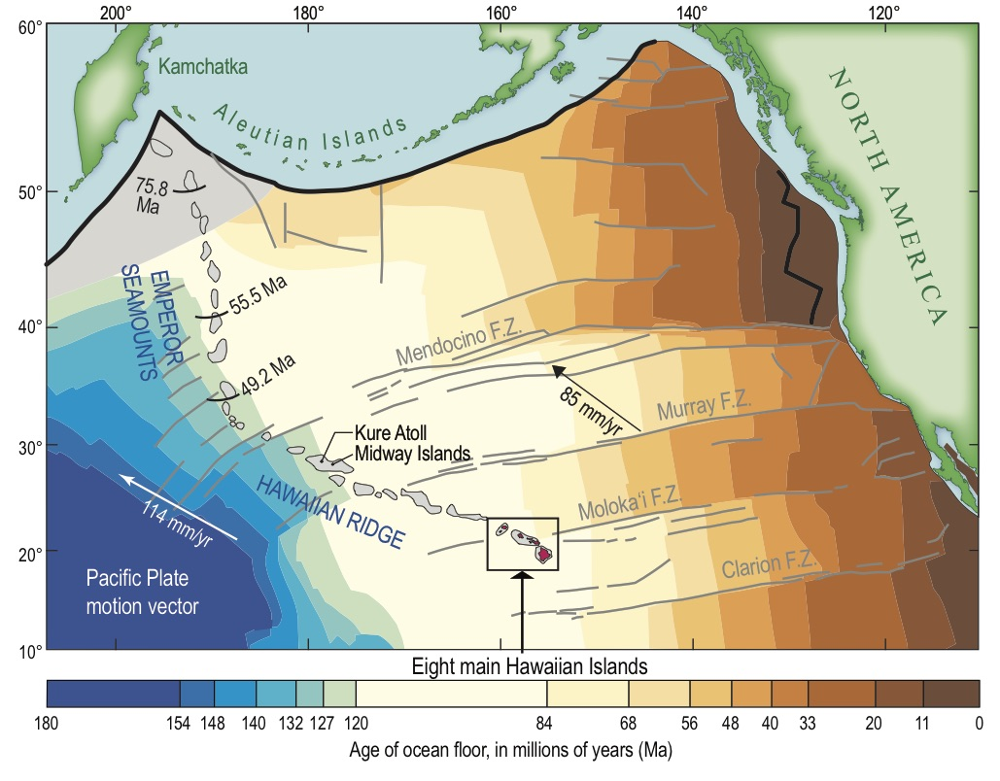 200° 180° 160° 140° 120°
60°
50°
40°
30°
20°
10°
Kamchatka
Aleutian Islands
NORTH AMERICA
75.8
Ma
EMPEROR
SEAMOUNTS
55.5 Ma
49.2 Ma
Mendocino F.Z.
85 mm/yr
Murray F.Z.
Kure Atoll
Midway Islands
HAWAIIAN RIDGE
Moloka'i F.Z.
114 mm/yr
Clarion F.Z.
Pacific Plate
motion vector
Eight main Hawaiian Islands
180 154 148 140 132 127 120 84 68 56 48 40 33 20 11 0
Age of ocean floor, in millions of years (Ma)